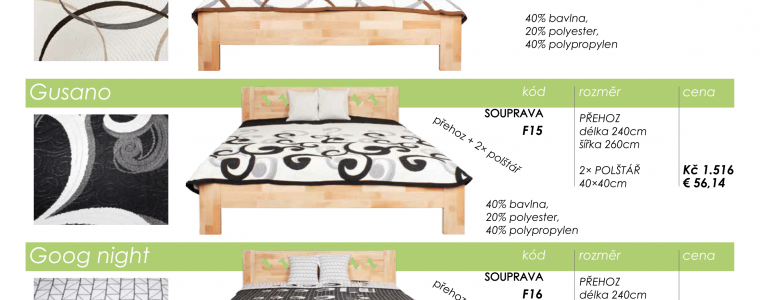 40% bavlna,
20% polyester,
40% polypropylen
Gusano
kód
rozměr
cena
přehoz + 2× polštář
SOUPRAVA
F15
PŘEHOZ
délka 240cm
šířka 260cm
2× POLŠTÁŘ
40×40cm
Kč 1.516
€ 56,14
40% bavlna,
20% polyester,
40% polypropylen
Goog night
kód
rozměr
cena
přehoz
SOUPRAVA
F16
PŘEHOZ
délka 240cm